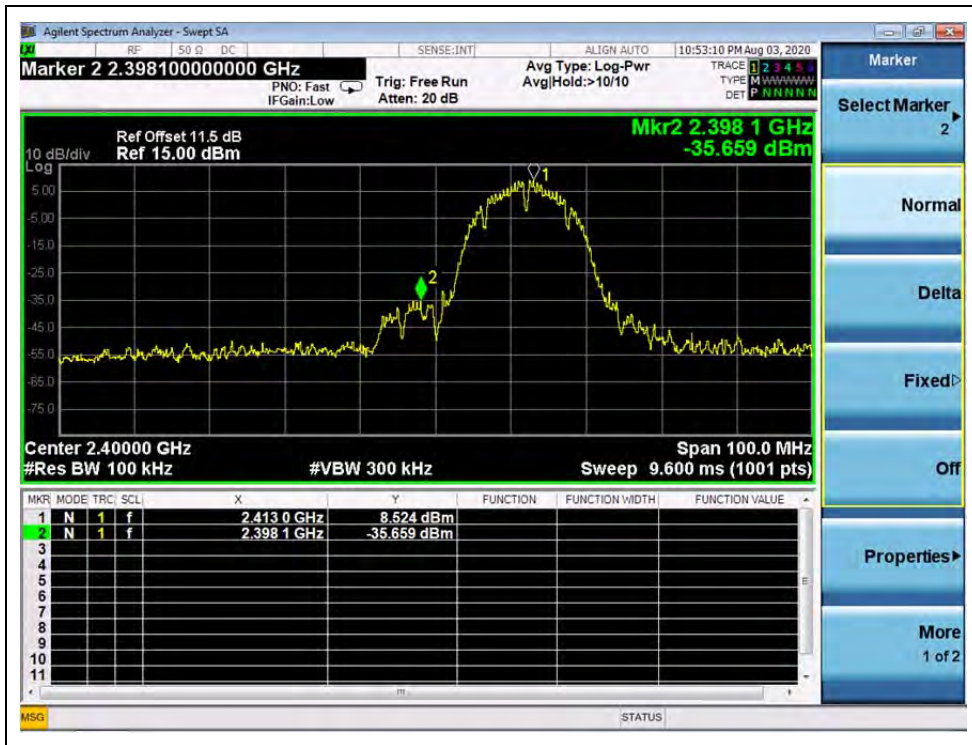 Agilent Spectrum Analyzer - Swept SA
LXI RF 50 Ω DC SENSE:INT ALIGN AUTO 10:53:10 PM Aug 03, 2020
Marker 2 2.398100000000 GHz
PNO: Fast
IFGain:Low
Trig: Free Run
Atten: 20 dB
Avg Type: Log-Pwr
Avg|Hold:>10/10
TRACE 1 2 3 4 5 6
TYPE M WWWWW
DET P N N N N N
Ref Offset 11.5 dB
Ref 15.00 dBm
10 dB/div
Log
Mkr2 2.398 1 GHz
-35.659 dBm
5.00
-5.00
-15.0
-25.0
-35.0
-45.0
-55.0
-65.0
-75.0
1
2
Center 2.40000 GHz
Span 100.0 MHz
#Res BW 100 kHz
#VBW 300 kHz
Sweep 9.600 ms (1001 pts)
MKR MODE TRC SCL X Y FUNCTION FUNCTION WIDTH FUNCTION VALUE
1 N 1 f 2.413 0 GHz 8.524 dBm
2 N 1 f 2.398 1 GHz -35.659 dBm
3
4
5
6
7
8
9
10
11
MSG
STATUS
Marker
Select Marker
2
Normal
Delta
Fixed
Off
Properties
More
1 of 2